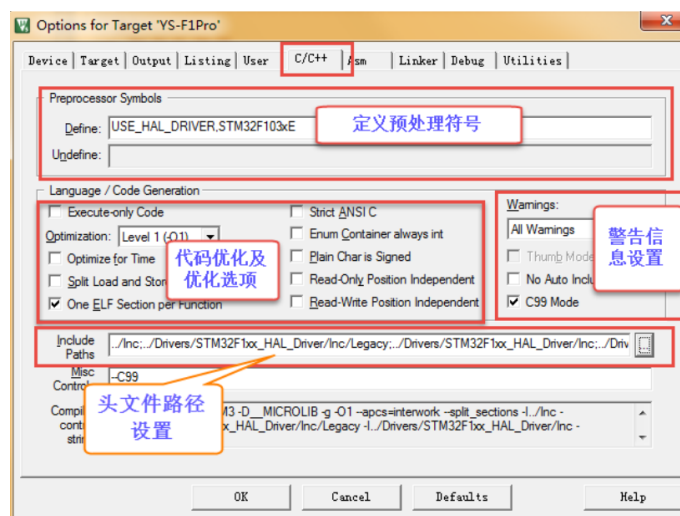 Options for Target 'YS-F1Pro'
Device Target Output Listing User C/C++ Asm Linker Debug Utilities
Preprocessor Symbols
Define: USE_HAL_DRIVER,STM32F103xE
定义预处理符号
Undefine:
Language / Code Generation
Execute-only Code
Strict ANSI C
Warnings:
Optimization: Level 1 (-O1)
Enum Container always int
All Warnings
Optimize for Time
Plain Char is Signed
Thumb Mode
Split Load and Stor
Read-Only Position Independent
No Auto Inclu
One ELF Section per Function
Read-Write Position Independent
C99 Mode
代码优化及
优化选项
警告信
息设置
Include
Paths
../Inc;../Drivers/STM32F1xx_HAL_Driver/Inc/Legacy;../Drivers/STM32F1xx_HAL_Driver/Inc;../Driv
...
Misc
Control
--C99
头文件路径
设置
Compil
cont
strin
M3 -D__MICROLIB -g -O1 --apcs=interwork --split_sections -I../Inc -
x_HAL_Driver/Inc/Legacy -I../Drivers/STM32F1xx_HAL_Driver/Inc -
OK Cancel Defaults Help